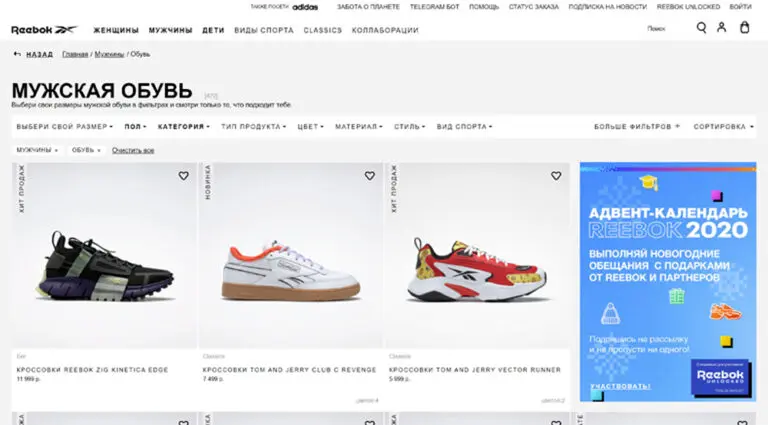 ТАКЖЕ ПОСЕТИ adidas ЗАБОТА О ПЛАНЕТЕ TELEGRAM БОТ ПОМОЩЬ СТАТУС ЗАКАЗА ПОДПИСКА НА НОВОСТИ REEBOK UNLOCKED ВОЙТИ
Reebok ЖЕНЩИНЫ МУЖЧИНЫ ДЕТИ ВИДЫ СПОРТА CLASSICS КОЛЛАБОРАЦИИ Поиск
НАЗАД Главная / Мужчины / Обувь
МУЖСКАЯ ОБУВЬ
Выбери свои размеры мужской обуви в фильтрах и смотри только то, что подходит тебе.
ВЫБЕРИ СВОЙ РАЗМЕР ПОЛ КАТЕГОРИЯ ТИП ПРОДУКТА ЦВЕТ МАТЕРИАЛ СТИЛЬ ВИД СПОРТА БОЛЬШЕ ФИЛЬТРОВ + СОРТИРОВКА
МУЖЧИНЫ × ОБУВЬ × Очистить все
ХИТ ПРОДАЖ
НОВИНКА
ХИТ ПРОДАЖ
АДВЕНТ-КАЛЕНДАРЬ
REEBOK 2020
ВЫПОЛНЯЙ НОВОГОДНИЕ
ОБЕЩАНИЯ С ПОДАРКАМИ
ОТ REEBOK И ПАРТНЕРОВ
Подпишись на рассылку
и не пропусти ни одного!
Reebok
UNLOCKED
УЧАСТВОВАТЬ!
Classics Classics
КРОССОВКИ REEBOK ZIG KINETICA EDGE
11 999 р.
КРОССОВКИ TOM AND JERRY CLUB C REVENGE
7 499 р.
цветов: 4
КРОССОВКИ TOM AND JERRY VECTOR RUNNER
5 999 р.
цветов: 2